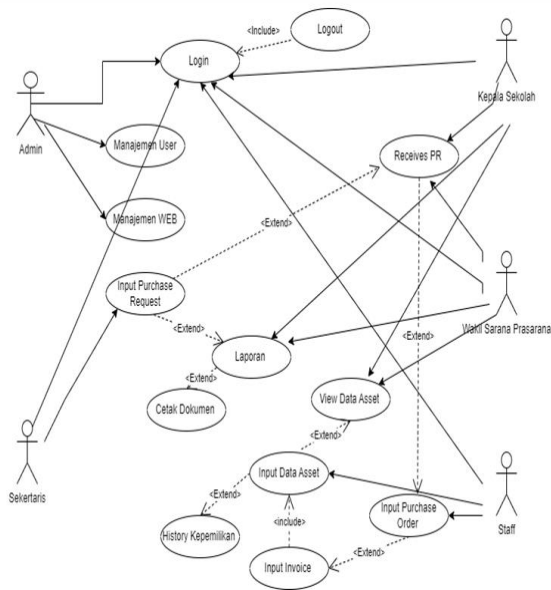 <Include>
Logout
Login
Kepala Sekolah
Admin
Manajemen User
Receives PR
Manajemen WEB
<Extend>
Input Purchase
Request
<Extend>
Laporan
<Extend>
Wakil Sarana Prasarana
<Extend>
Cetak Dokumen
View Data Asset
<Extend>
Sekertaris
Input Data Asset
<Extend>
<include>
Input Purchase
Order
Staff
History Kepemilikan
<Extend>
Input Invoice